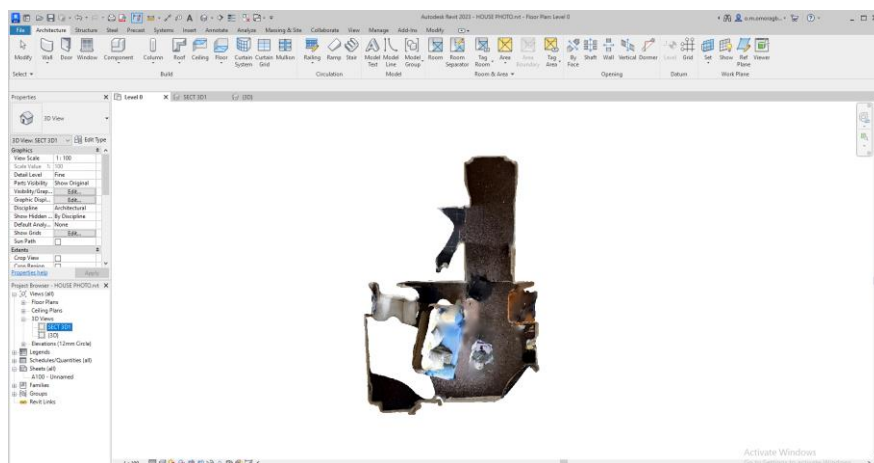 Autodesk Revit 2023 - HOUSE PHOTO.rvt - Floor Plan: Level 0
File Architecture Structure Steel Precast Systems Insert Annotate Analyze Massing & Site Collaborate View Manage Add-Ins Modify
Modify Wall Door Window Component Column Roof Ceiling Floor Curtain System Curtain Grid Mullion Railing Ramp Stair Model Text Model Line Model Group Room Room Separator Tag Room Area Area Boundary Tag Area By Face Shaft Wall Vertical Dormer Level Grid Set Show Ref Plane Viewer
Select Build Circulation Model Room & Area Opening Datum Work Plane
Properties
Level 0 SECT 3D1 {3D}
3D View
3D View: SECT 3D1 Edit Type
Graphics
View Scale 1 : 100
Scale Value 1: 100
Detail Level Fine
Parts Visibility Show Original
Visibility/Grap... Edit...
Graphic Displ... Edit...
Discipline Architectural
Show Hidden ... By Discipline
Default Analy... None
Show Grids Edit...
Sun Path
Extents
Crop View
Crop Region
Properties help Apply
Project Browser - HOUSE PHOTO.rvt
Views (all)
Floor Plans
Ceiling Plans
3D Views
SECT 3D1
{3D}
Elevations (12mm Circle)
Legends
Schedules/Quantities (all)
Sheets (all)
A100 - Unnamed
Families
Groups
Revit Links
Activate Windows